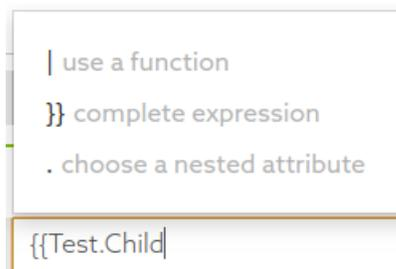 | use a function
}} complete expression
. choose a nested attribute
{{Test.Child